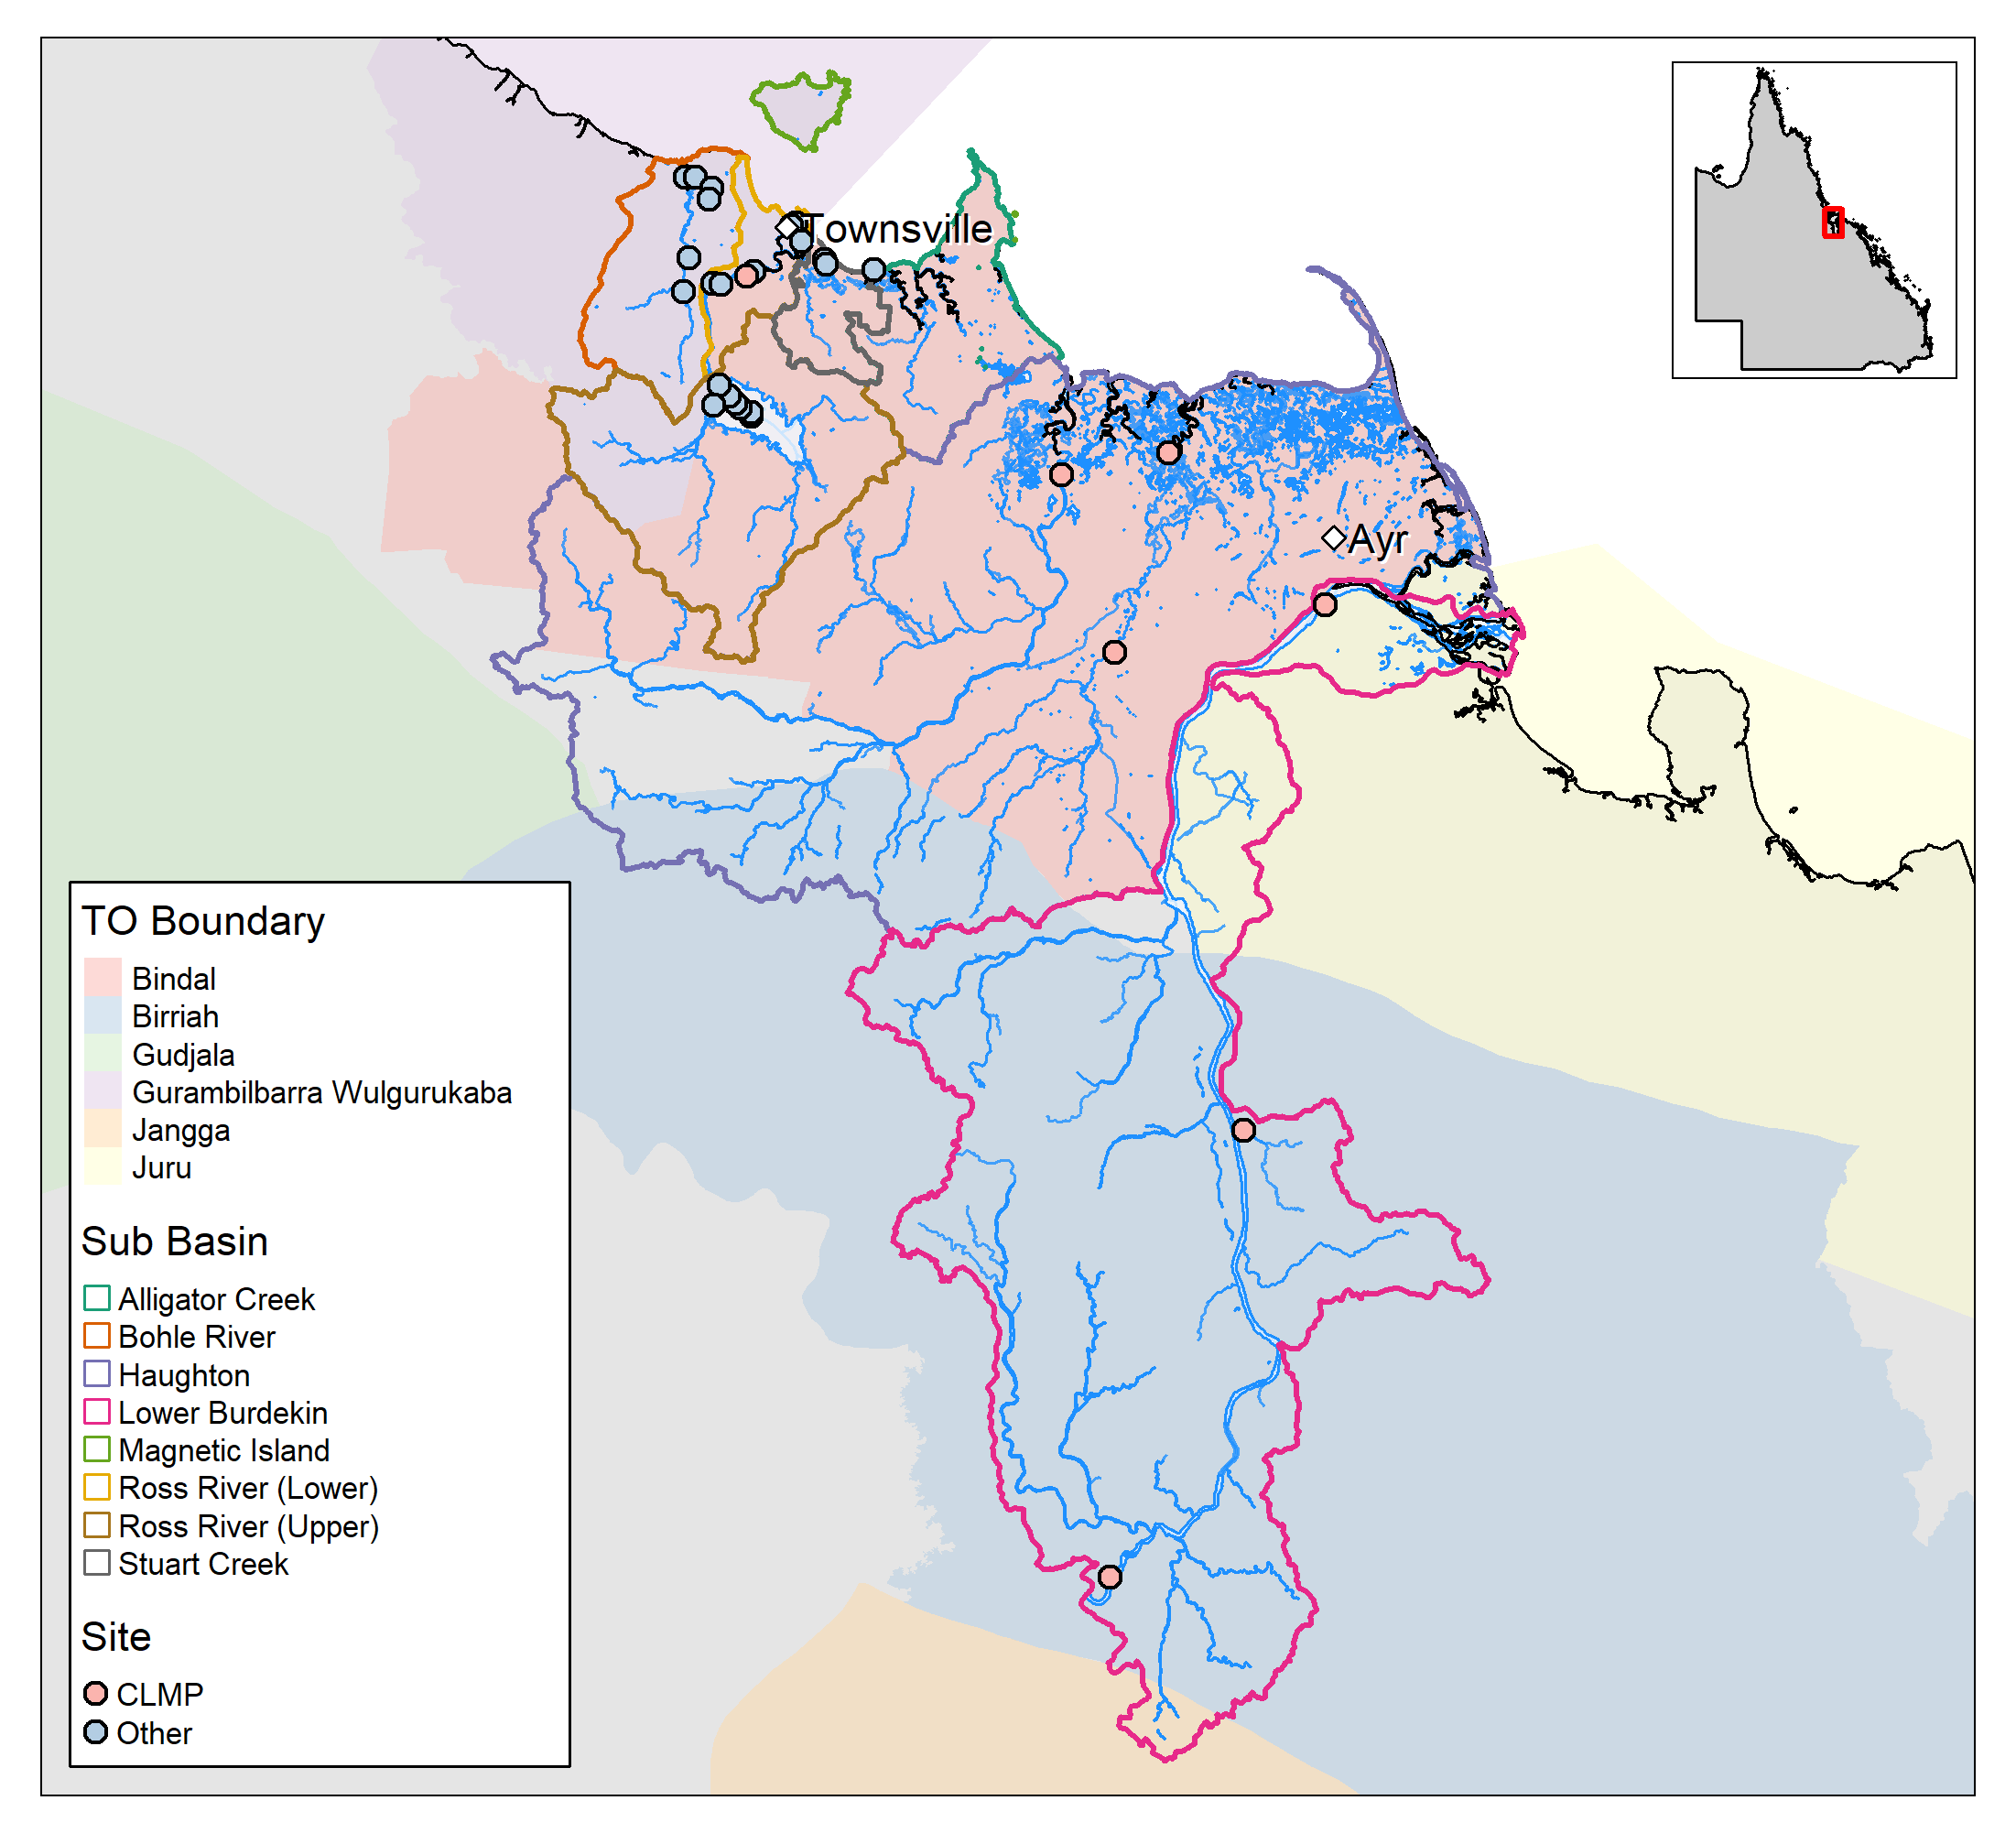 Townsville
Ayr
TO Boundary
Bindal
Birriah
Gudjala
Gurambilbarra Wulgurukaba
Jangga
Juru
Sub Basin
Alligator Creek
Bohle River
Haughton
Lower Burdekin
Magnetic Island
Ross River (Lower)
Ross River (Upper)
Stuart Creek
Site
CLMP
Other